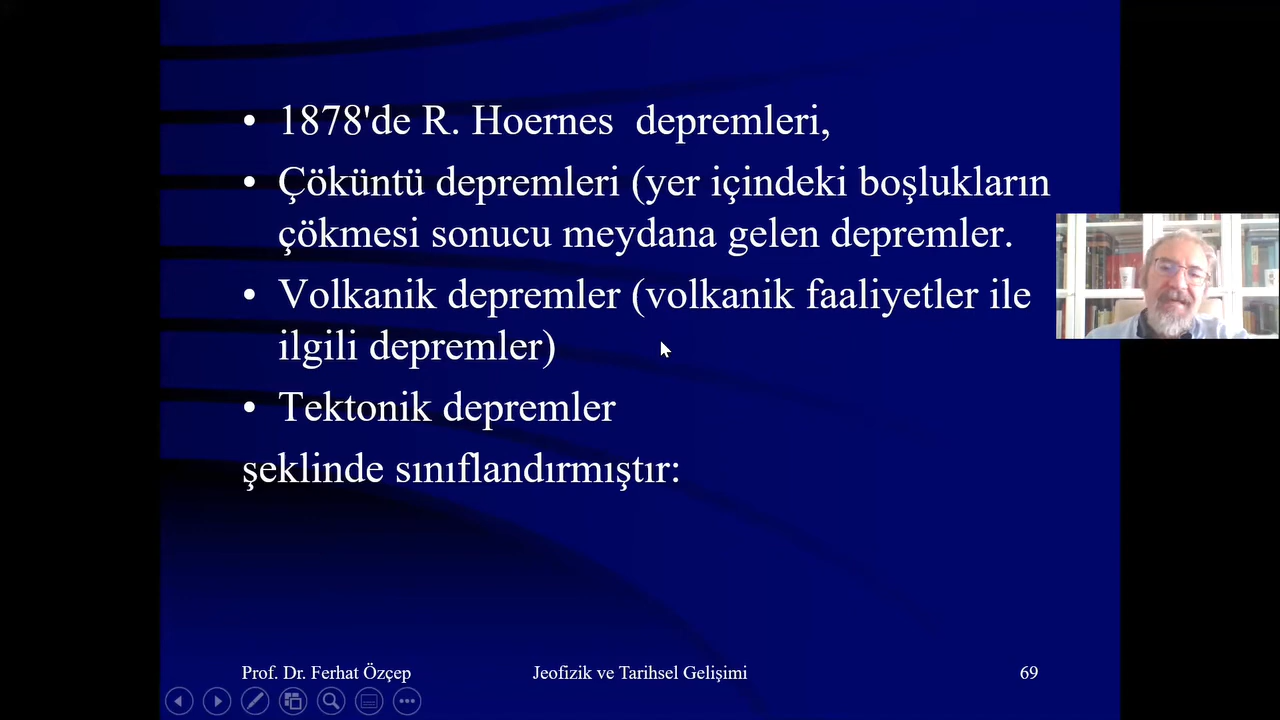 • 1878'de R. Hoernes depremleri,
• Çöküntü depremleri (yer içindeki boşlukların
çökmesi sonucu meydana gelen depremler.
• Volkanik depremler (volkanik faaliyetler ile
ilgili depremler)
• Tektonik depremler
şeklinde sınıflandırmıştır:
Prof. Dr. Ferhat Özçep Jeofizik ve Tarihsel Gelişimi 69